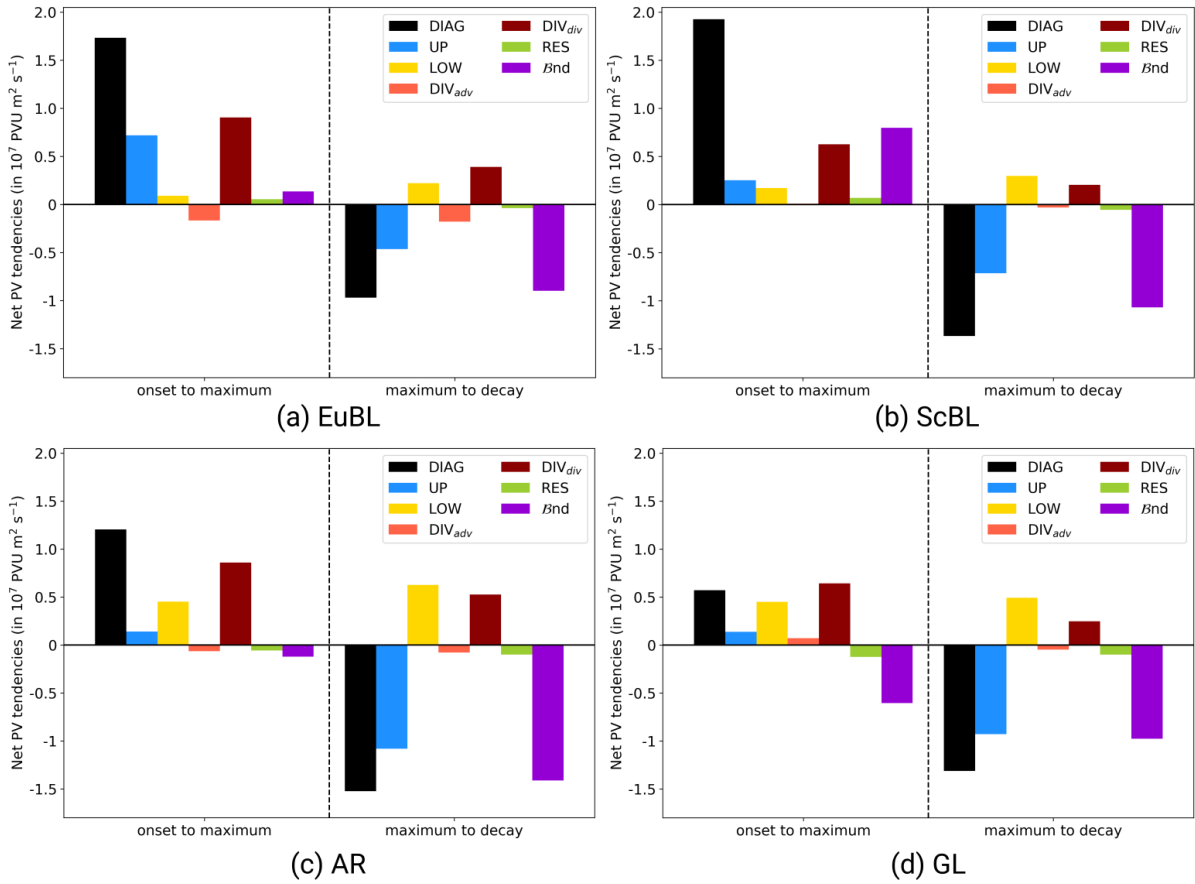 Net PV tendencies (in 10⁷ PVU m² s⁻¹)
2.0
1.5
1.0
0.5
0
-0.5
-1
-1.5
DIAG
UP
LOW
DIV_adv
DIV_div
RES
ℬnd
onset to maximum
maximum to decay
(a) EuBL
Net PV tendencies (in 10⁷ PVU m² s⁻¹)
2.0
1.5
1.0
0.5
0
-0.5
-1
-1.5
DIAG
UP
LOW
DIV_adv
DIV_div
RES
ℬnd
onset to maximum
maximum to decay
(b) ScBL
Net PV tendencies (in 10⁷ PVU m² s⁻¹)
2.0
1.5
1.0
0.5
0
-0.5
-1
-1.5
DIAG
UP
LOW
DIV_adv
DIV_div
RES
ℬnd
onset to maximum
maximum to decay
(c) AR
Net PV tendencies (in 10⁷ PVU m² s⁻¹)
2.0
1.5
1.0
0.5
0
-0.5
-1
-1.5
DIAG
UP
LOW
DIV_adv
DIV_div
RES
ℬnd
onset to maximum
maximum to decay
(d) GL